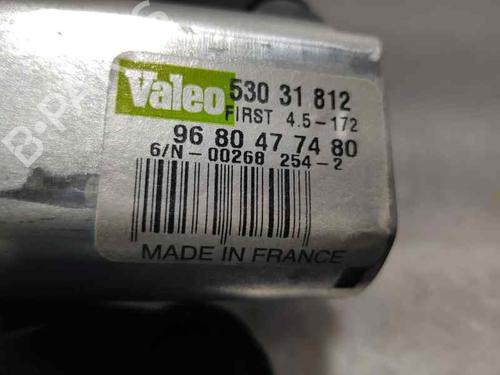 Valeo 530 31 812
FIRST 4.5-172
96 80 47 74 80
6/N-00268 254-2
MADE IN FRANCE